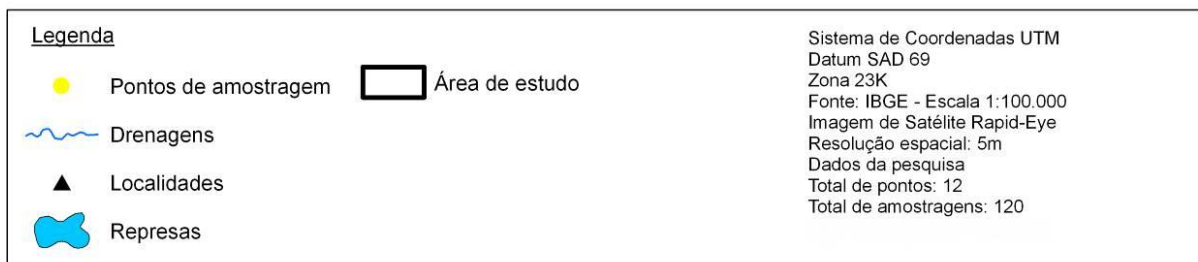 Legenda
Pontos de amostragem
Área de estudo
Drenagens
Localidades
Represas
Sistema de Coordenadas UTM
Datum SAD 69
Zona 23K
Fonte: IBGE - Escala 1:100.000
Imagem de Satélite Rapid-Eye
Resolução espacial: 5m
Dados da pesquisa
Total de pontos: 12
Total de amostragens: 120